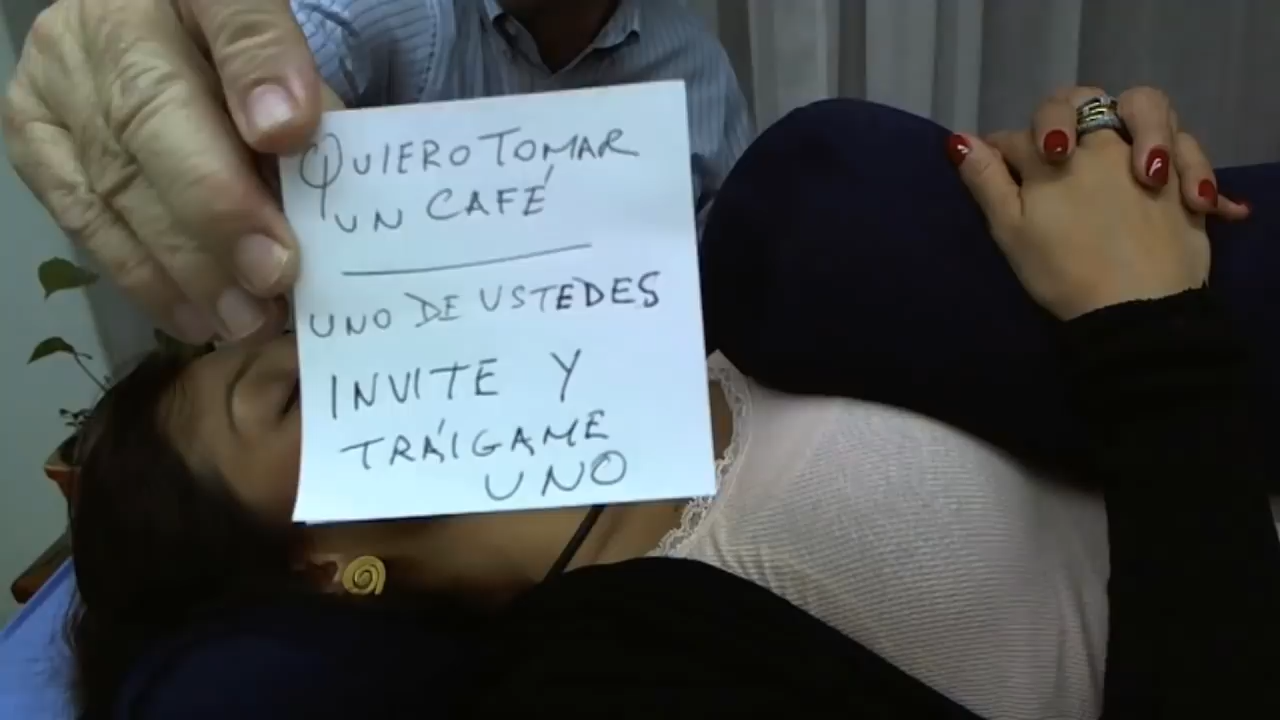 QUIERO TOMAR
UN CAFÉ
UNO DE USTEDES
INVITE Y
TRÁIGAME
UNO